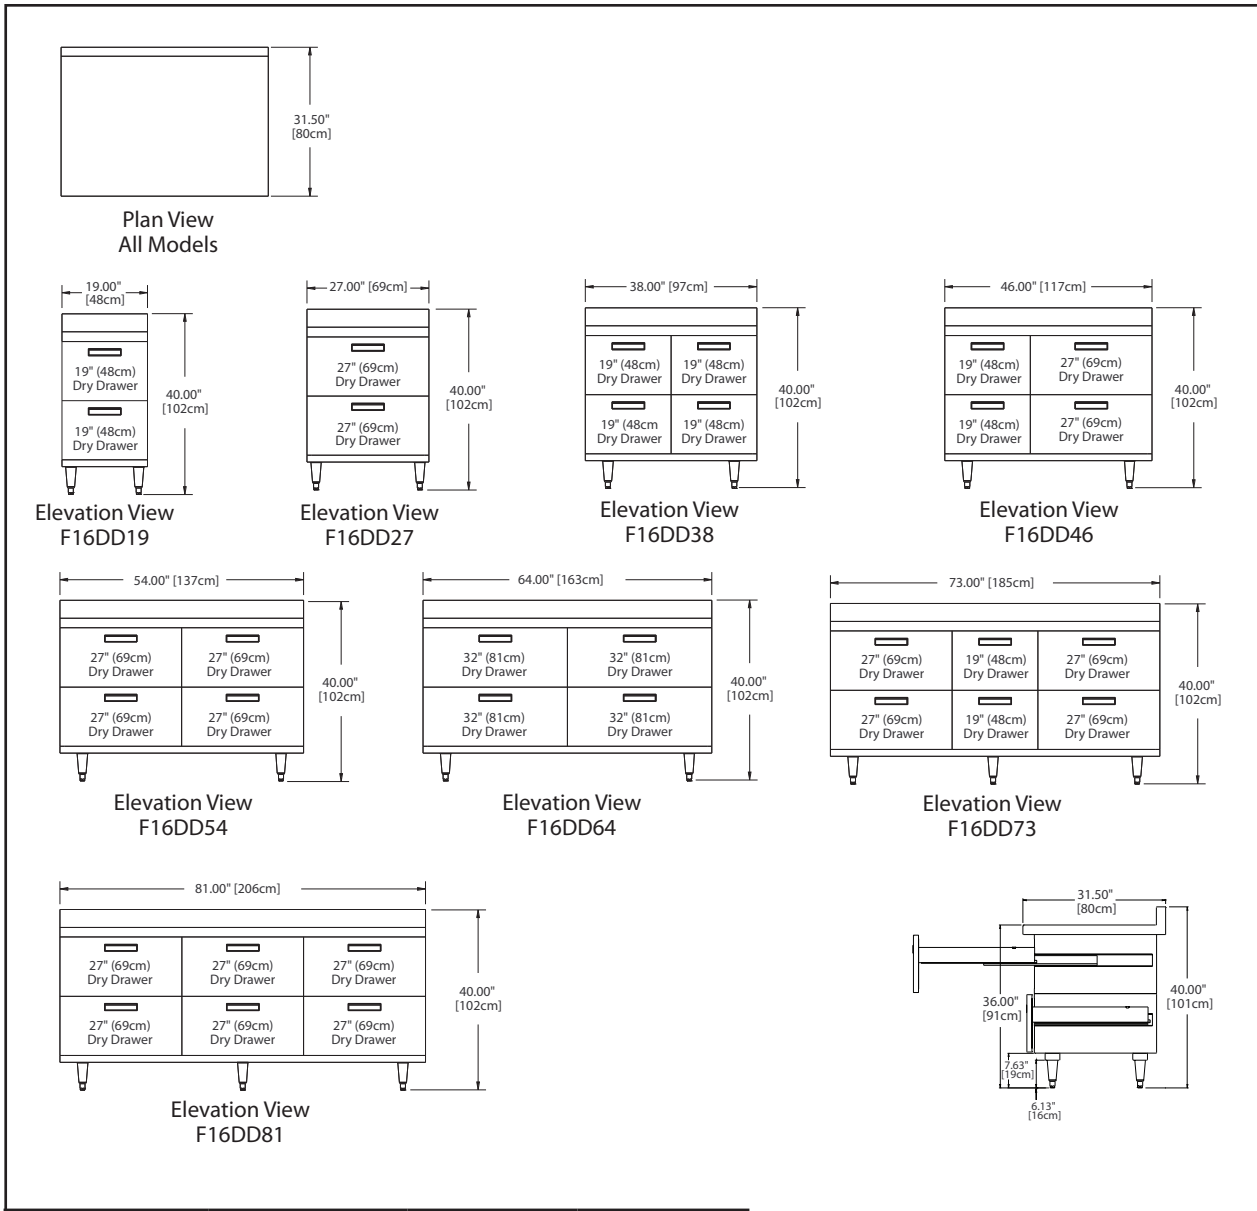 31.50"
[80cm]
Plan View
All Models
19.00"
[48cm]
19" (48cm)
Dry Drawer
19" (48cm)
Dry Drawer
40.00"
[102cm]
Elevation View
F16DD19
27.00" [69cm]
27" (69cm)
Dry Drawer
27" (69cm)
Dry Drawer
40.00"
[102cm]
Elevation View
F16DD27
38.00" [97cm]
19" (48cm)
Dry Drawer
19" (48cm)
Dry Drawer
19" (48cm
Dry Drawer
19" (48cm)
Dry Drawer
40.00"
[102cm]
Elevation View
F16DD38
46.00" [117cm]
19" (48cm)
Dry Drawer
27" (69cm)
Dry Drawer
19" (48cm)
Dry Drawer
27" (69cm)
Dry Drawer
40.00"
[102cm]
Elevation View
F16DD46
54.00" [137cm]
27" (69cm)
Dry Drawer
27" (69cm)
Dry Drawer
27" (69cm)
Dry Drawer
27" (69cm)
Dry Drawer
40.00"
[102cm]
Elevation View
F16DD54
64.00" [163cm]
32" (81cm)
Dry Drawer
32" (81cm)
Dry Drawer
32" (81cm)
Dry Drawer
32" (81cm)
Dry Drawer
40.00"
[102cm]
Elevation View
F16DD64
73.00" [185cm]
27" (69cm)
Dry Drawer
19" (48cm)
Dry Drawer
27" (69cm)
Dry Drawer
27" (69cm)
Dry Drawer
19" (48cm)
Dry Drawer
27" (69cm)
Dry Drawer
40.00"
[102cm]
Elevation View
F16DD73
81.00" [206cm]
27" (69cm)
Dry Drawer
27" (69cm)
Dry Drawer
27" (69cm)
Dry Drawer
27" (69cm)
Dry Drawer
27" (69cm)
Dry Drawer
27" (69cm)
Dry Drawer
40.00"
[102cm]
Elevation View
F16DD81
31.50"
[80cm]
36.00"
[91cm]
40.00"
[101cm]
7.63"
[19cm]
6.13"
[16cm]